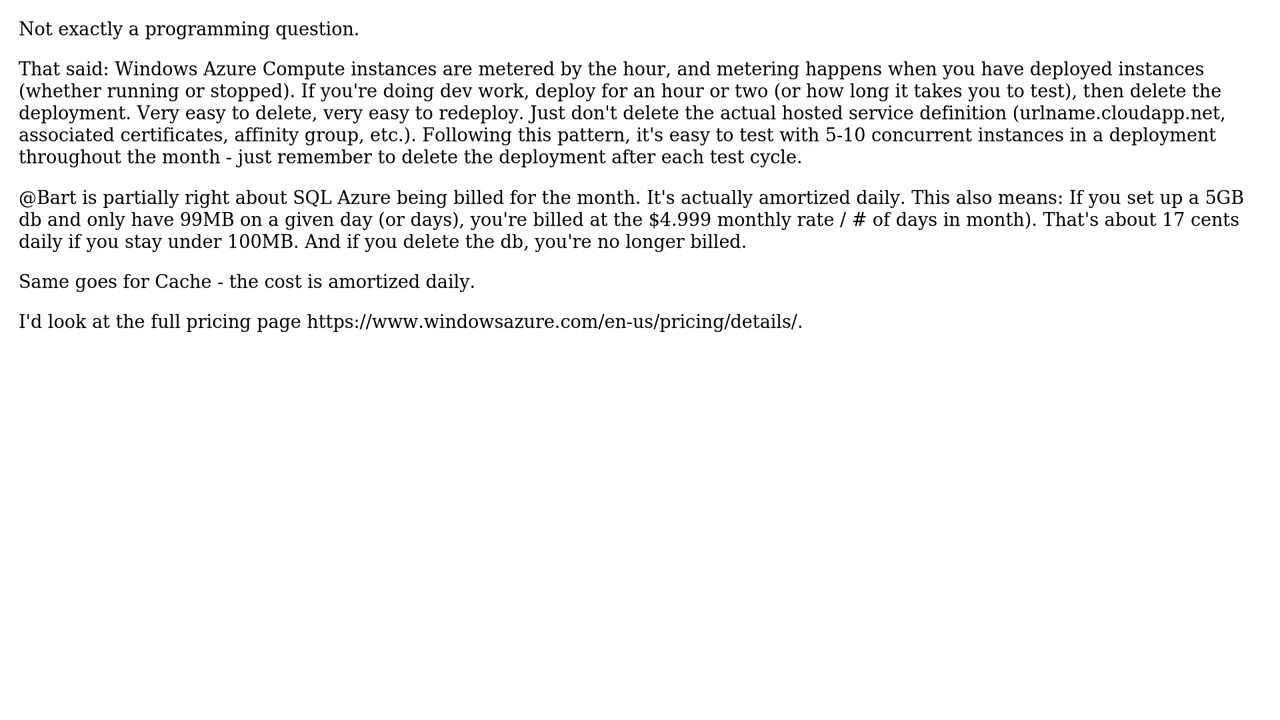 Not exactly a programming question.
That said: Windows Azure Compute instances are metered by the hour, and metering happens when you have deployed instances
(whether running or stopped). If you're doing dev work, deploy for an hour or two (or how long it takes you to test), then delete the
deployment. Very easy to delete, very easy to redeploy. Just don't delete the actual hosted service definition (urlname.cloudapp.net,
associated certificates, affinity group, etc.). Following this pattern, it's easy to test with 5-10 concurrent instances in a deployment
throughout the month - just remember to delete the deployment after each test cycle.
@Bart is partially right about SQL Azure being billed for the month. It's actually amortized daily. This also means: If you set up a 5GB
db and only have 99MB on a given day (or days), you're billed at the $4.999 monthly rate / # of days in month). That's about 17 cents
daily if you stay under 100MB. And if you delete the db, you're no longer billed.
Same goes for Cache - the cost is amortized daily.
I'd look at the full pricing page https://www.windowsazure.com/en-us/pricing/details/.